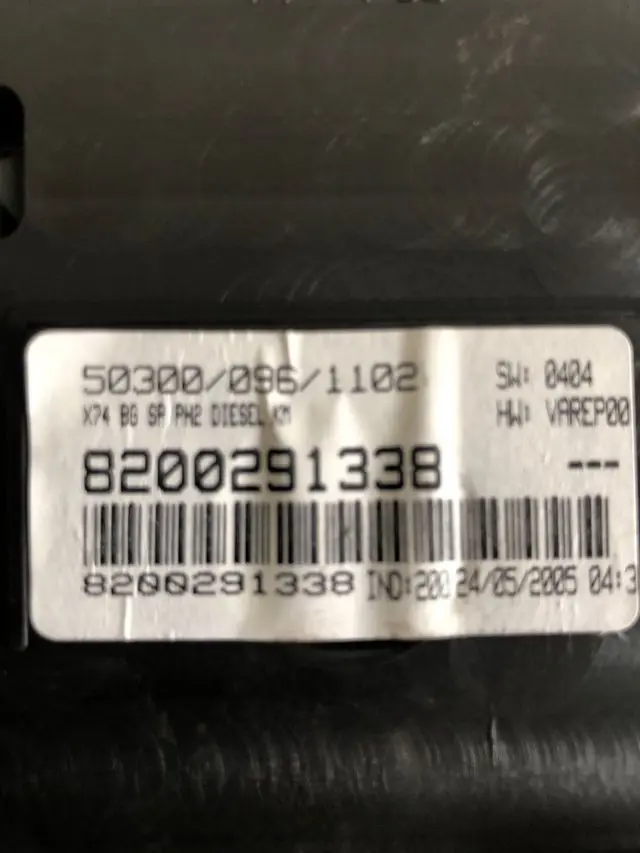 50300/096/1102 SW: 0404
X74 BG SP PH2 DIESEL KM HW: VAREP00
8200291338 ---
8200291338 IND:200 24/05/2005 04:3